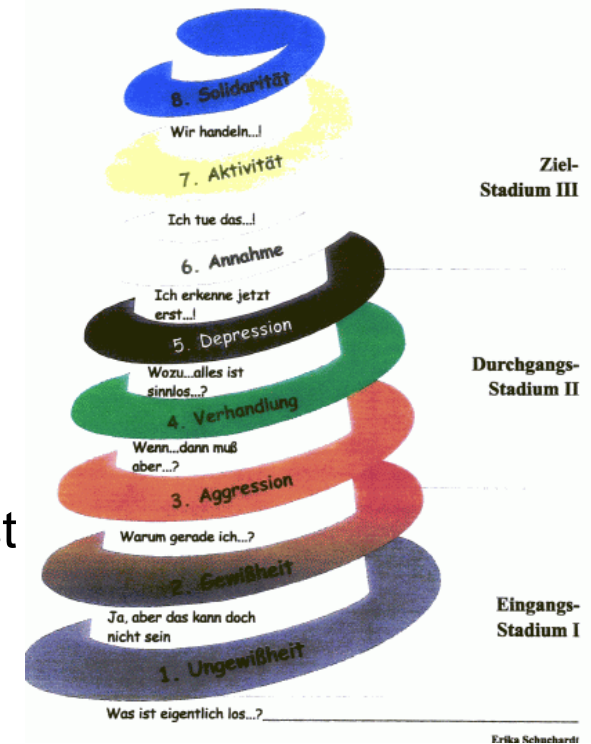 8. Solidarität
Wir handeln...!
7. Aktivität
Ziel-
Stadium III
Ich tue das...!
6. Annahme
Ich erkenne jetzt
erst...!
5. Depression
Wozu...alles ist
sinnlos...?
Durchgangs-
Stadium II
4. Verhandlung
Wenn...dann muß
aber...?
3. Aggression
t
Warum gerade ich...?
2. Gewißheit
Ja, aber das kann doch
nicht sein
Eingangs-
Stadium I
1. Ungewißheit
Was ist eigentlich los...?
Erika Schuchardt